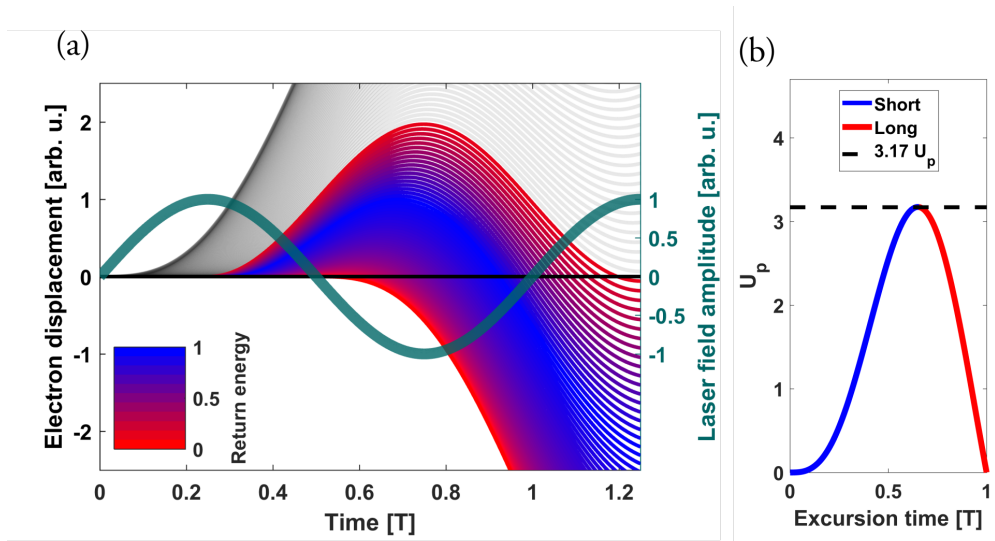 (a)
Electron displacement [arb. u.]
2
1
0
-1
-2
1
0.5
0
Return energy
0
0.2
0.4
0.6
0.8
1
1.2
Time [T]
1
0.5
0
-0.5
-1
Laser field amplitude [arb. u.]
(b)
Short
Long
3.17 Up
Up
4
3
2
1
0
0
0.5
1
Excursion time [T]